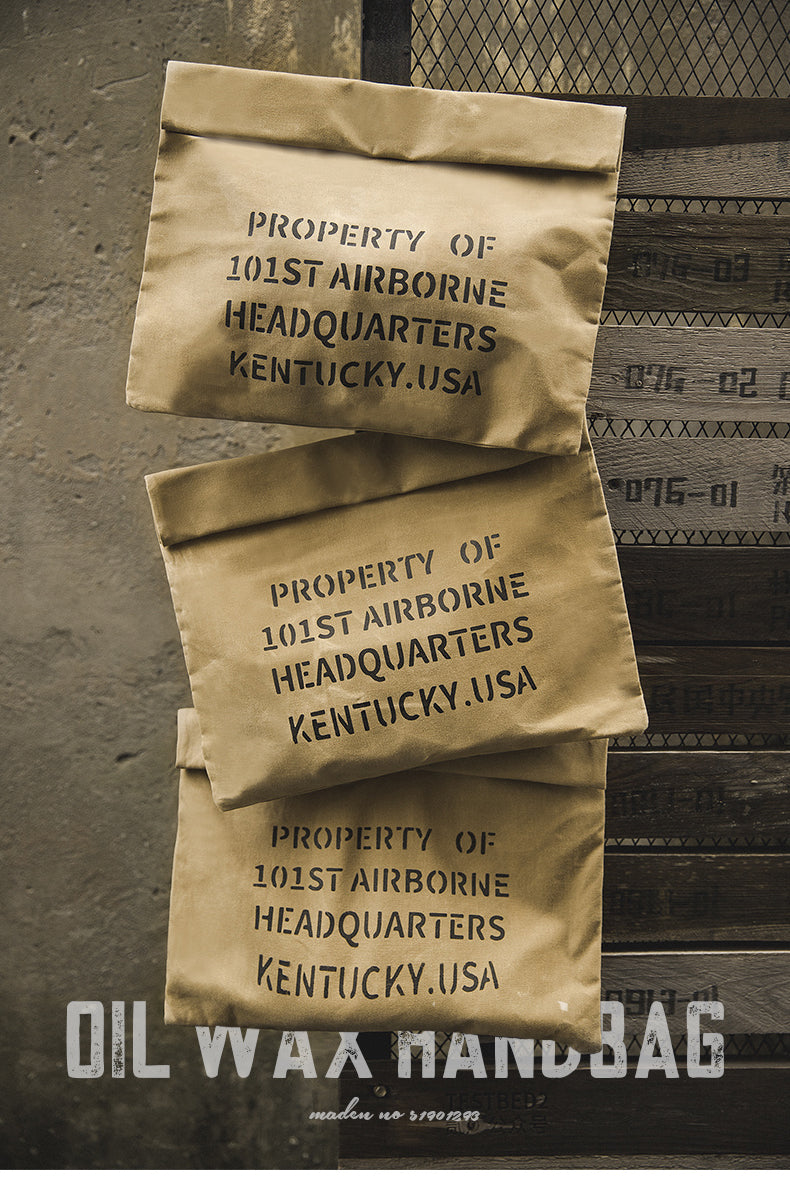 PROPERTY OF
101ST AIRBORNE
HEADQUARTERS
KENTUCKY.USA
076-03
076-02
076-01
PROPERTY OF
101ST AIRBORNE
HEADQUARTERS
KENTUCKY.USA
PROPERTY OF
101ST AIRBORNE
HEADQUARTERS
KENTUCKY.USA
OIL WAX HANDBAG
maden no s1901293
TESTBED2